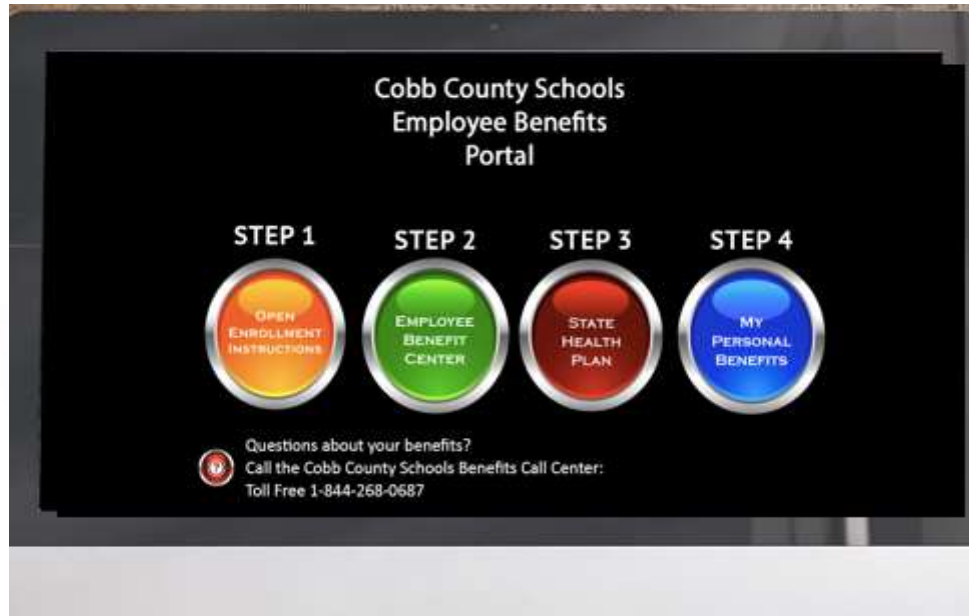 Cobb County Schools
Employee Benefits
Portal
STEP 1
STEP 2
STEP 3
STEP 4
OPEN
ENROLLMENT
INSTRUCTIONS
EMPLOYEE
BENEFIT
CENTER
STATE
HEALTH
PLAN
MY
PERSONAL
BENEFITS
?
Questions about your benefits?
Call the Cobb County Schools Benefits Call Center:
Toll Free 1-844-268-0687